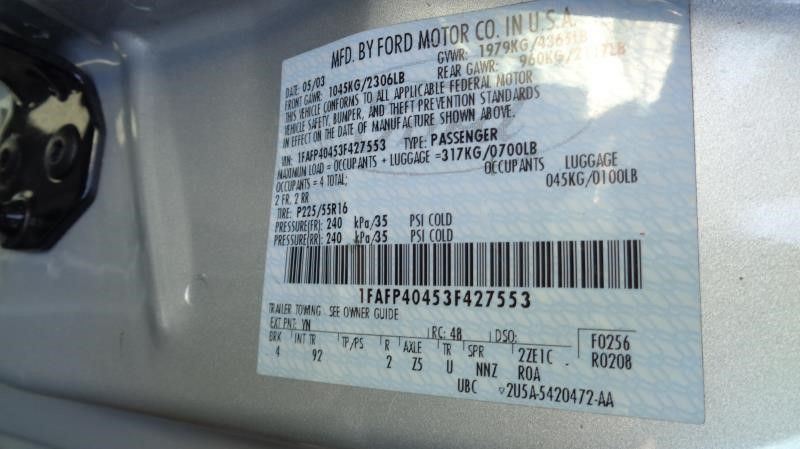 MFD. BY FORD MOTOR CO. IN U.S.A.
DATE: 05/03 GVWR: 1979KG/4365LB
FRONT GAWR: 1045KG/2306LB REAR GAWR: 960KG/
THIS VEHICLE CONFORMS TO ALL APPLICABLE FEDERAL MOTOR
VEHICLE SAFETY, BUMPER, AND THEFT PREVENTION STANDARDS
IN EFFECT ON THE DATE OF MANUFACTURE SHOWN ABOVE.
VIN: 1FAFP40453F427553 TYPE: PASSENGER
MAXIMUM LOAD = OCCUPANTS + LUGGAGE =317KG/0700LB
OCCUPANTS = 4 TOTAL; OCCUPANTS LUGGAGE
2 FR, 2 RR 045KG/0100LB
TIRE: P225/55R16
PRESSURE(FR): 240 kPa/35 PSI COLD
PRESSURE(RR): 240 kPa/35 PSI COLD
1FAFP40453F427553
TRAILER TOWING - SEE OWNER GUIDE
EXT PNT: YN RC: 48 DSO: F0256
BRK INT TR TP/PS R AXLE TR SPR 2ZE1C R0208
4 92 2 Z5 U NNZ ROA
UBC ▽2U5A-5420472-AA